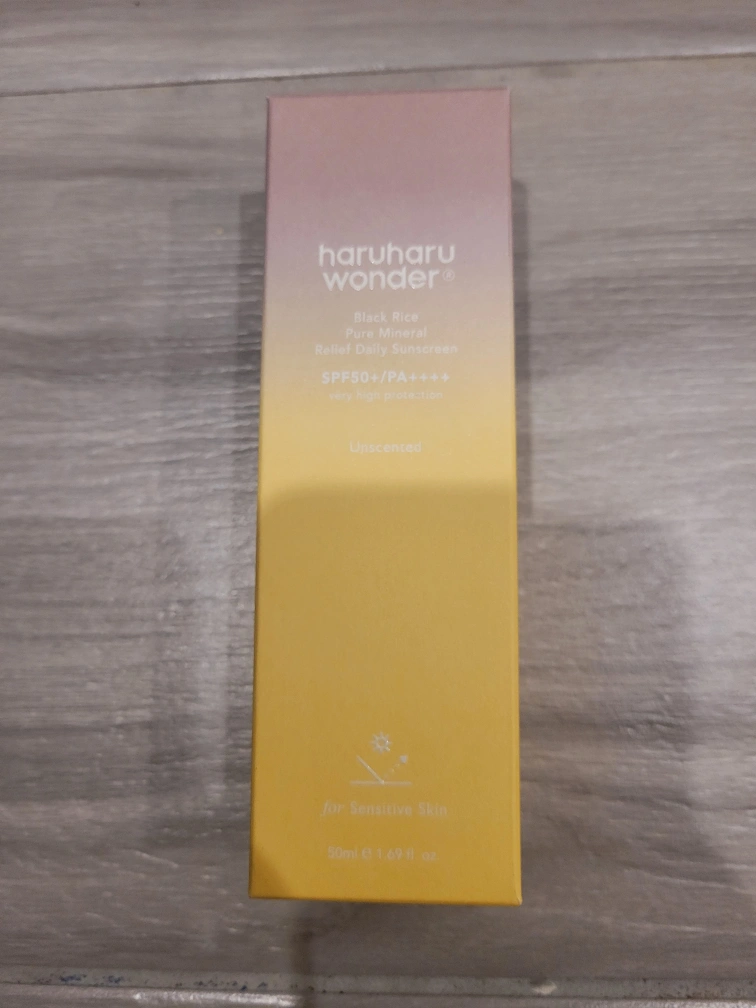 haruharu
wonder®
Black Rice
Pure Mineral
Relief Daily Sunscreen
SPF50+/PA++++
very high protection
Unscented
for Sensitive Skin
50ml ℮ 1.69 fl. oz.